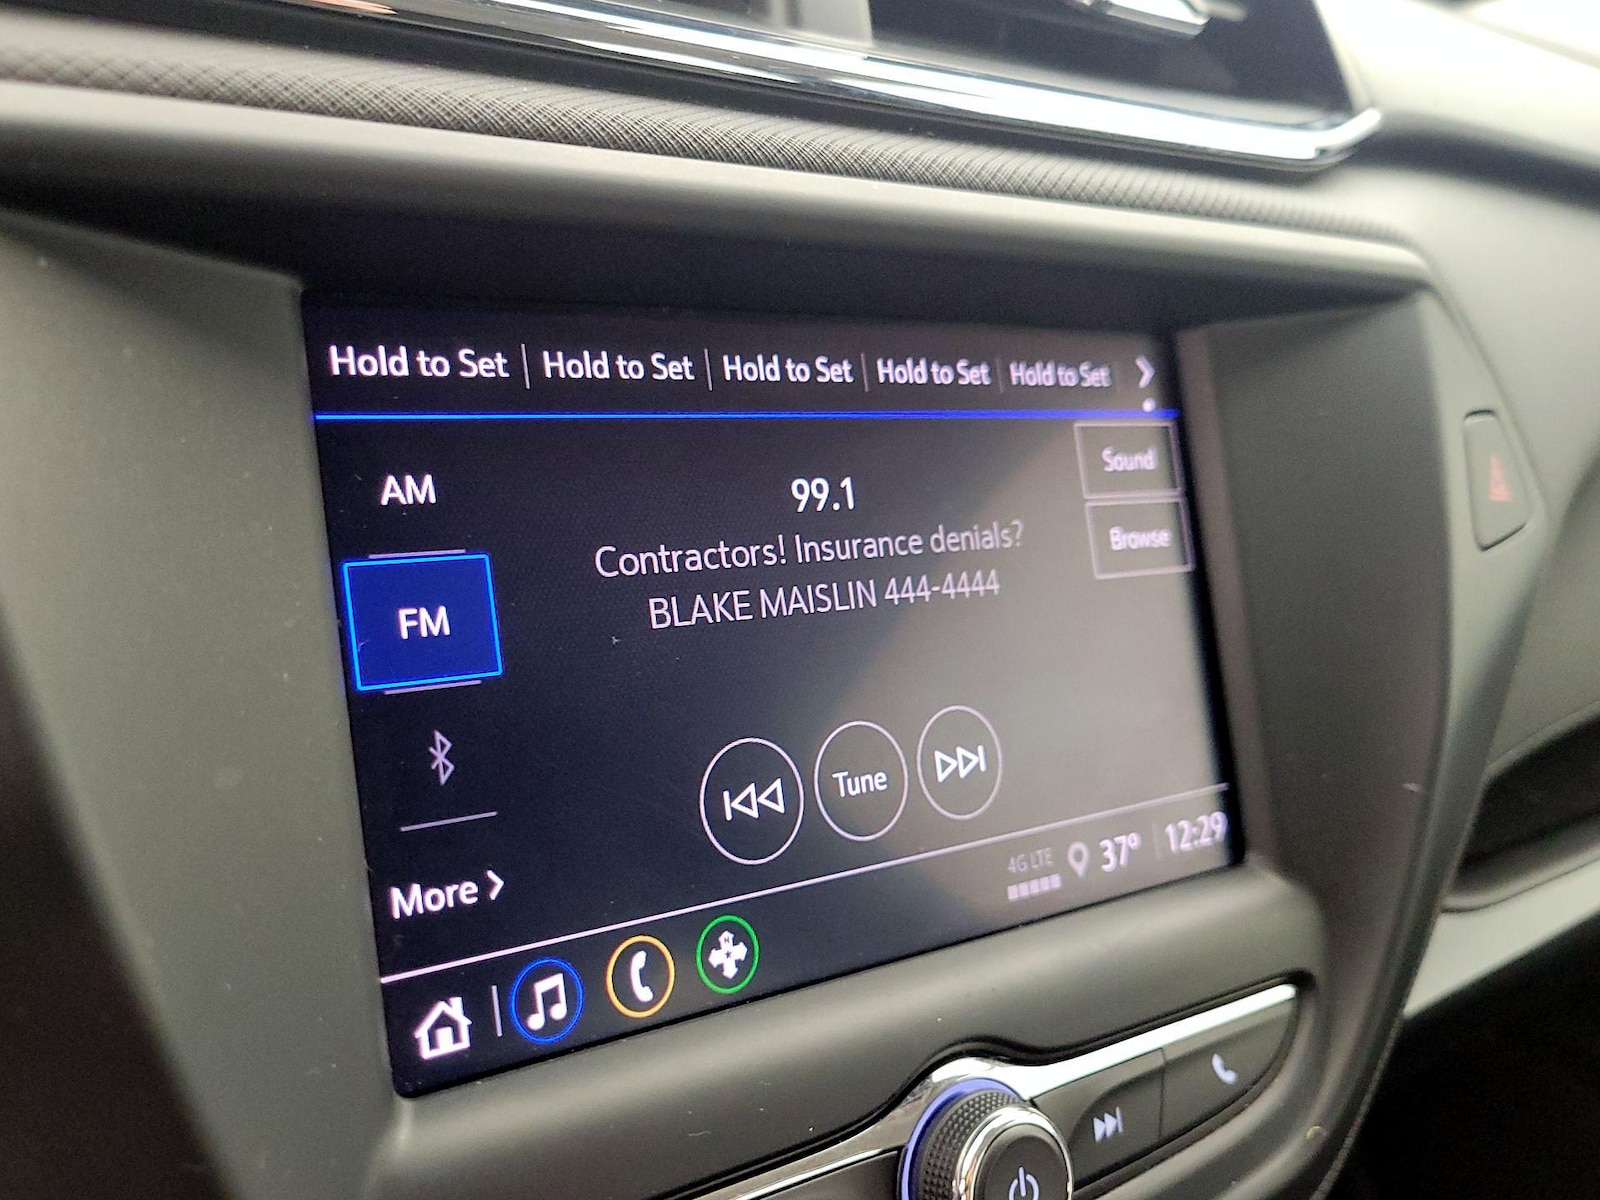 Hold to Set | Hold to Set | Hold to Set | Hold to Set | Hold to Set
Sound
AM
99.1
Contractors! Insurance denials?
Browse
BLAKE MAISLIN 444-4444
FM
Tune
More
4G LTE 37° 12:29